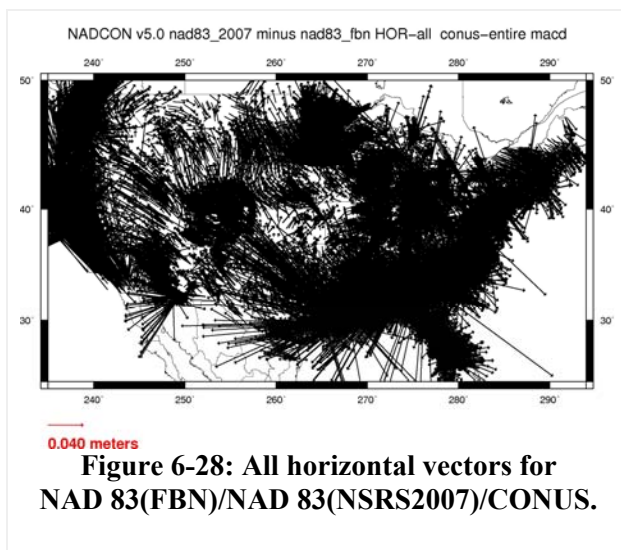 NADCON v5.0 nad83_2007 minus nad83_fbn HOR-all conus-entire macd
240° 250° 260° 270° 280° 290°
50° 50°
40° 40°
30° 30°
240° 250° 260° 270° 280° 290°
0.040 meters
Figure 6-28: All horizontal vectors for
NAD 83(FBN)/NAD 83(NSRS2007)/CONUS.